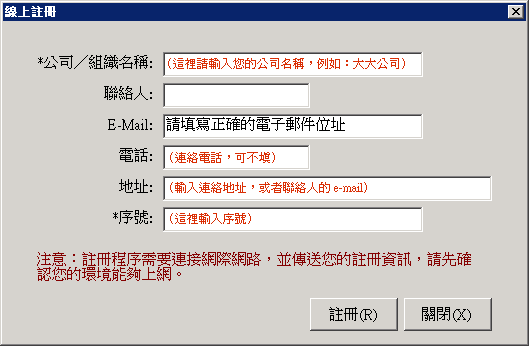 線上註冊
*公司／組織名稱: (這裡請輸入您的公司名稱，例如：大大公司)
聯絡人:
E-Mail: 請填寫正確的電子郵件位址
電話: (連絡電話，可不填)
地址: (輸入連絡地址，或者聯絡人的 e-mail)
*序號: (這裡輸入序號)
注意：註冊程序需要連接網際網路，並傳送您的註冊資訊，請先確
認您的環境能夠上網。
註冊(R) 關閉(X)